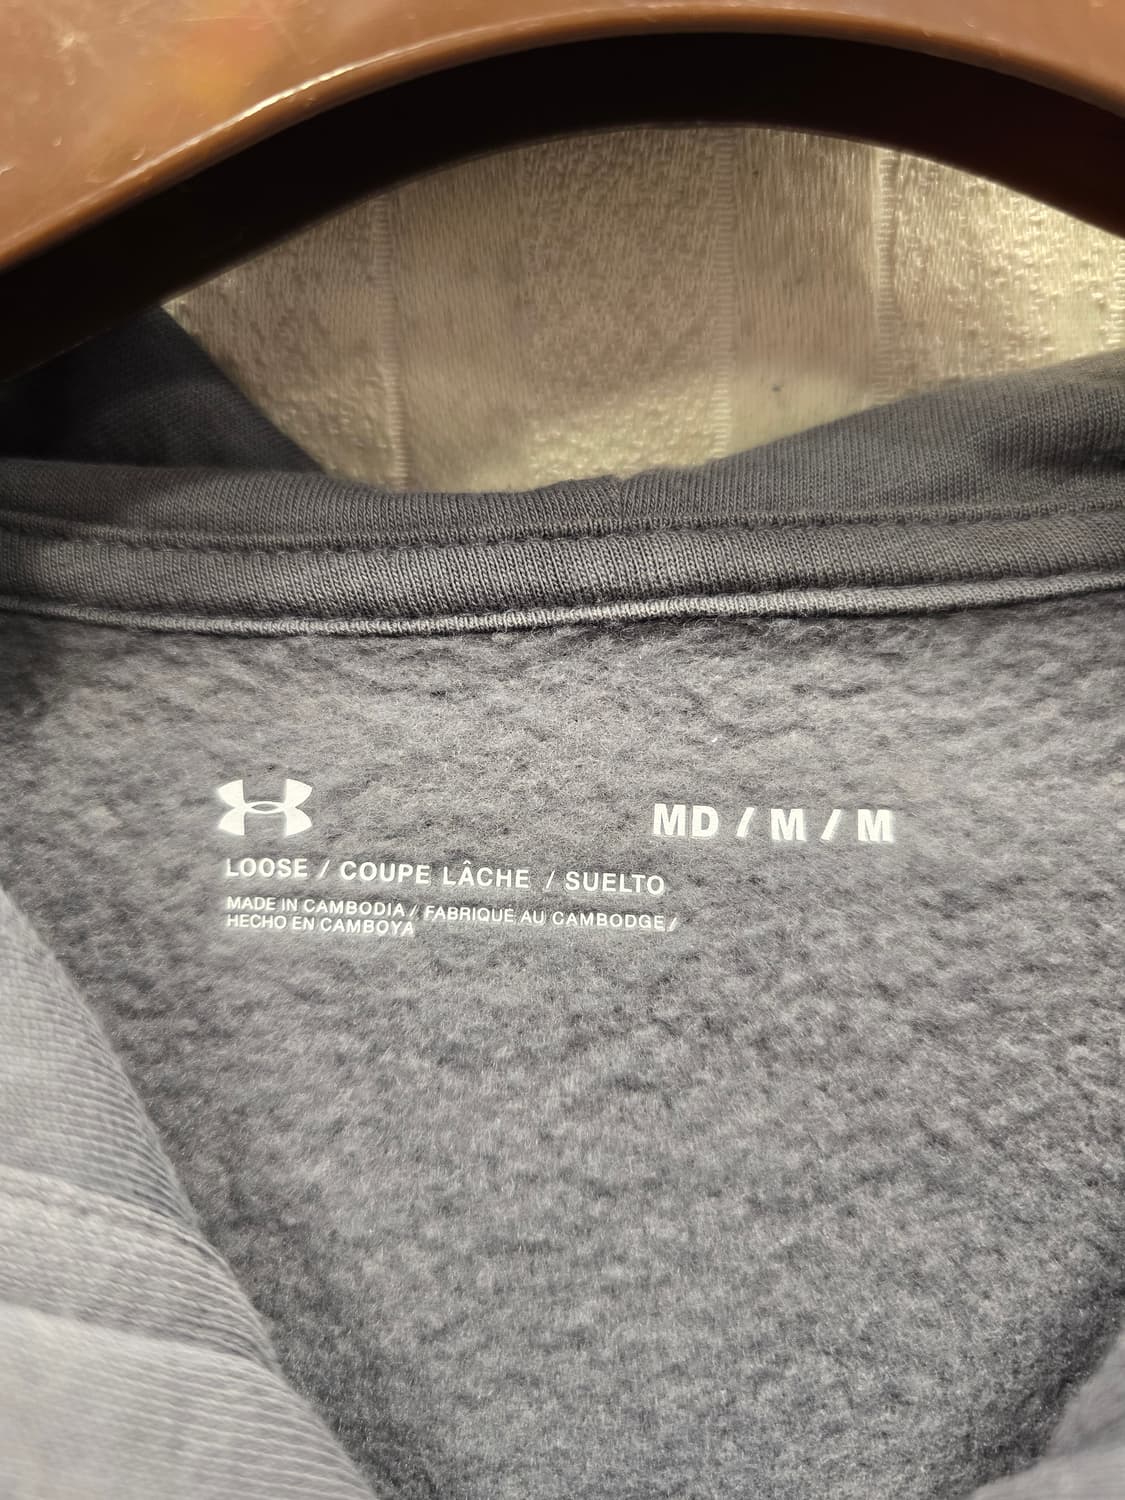 MD / M / M
LOOSE / COUPE LÂCHE / SUELTO
MADE IN CAMBODIA / FABRIQUE AU CAMBODGE /
HECHO EN CAMBOYA